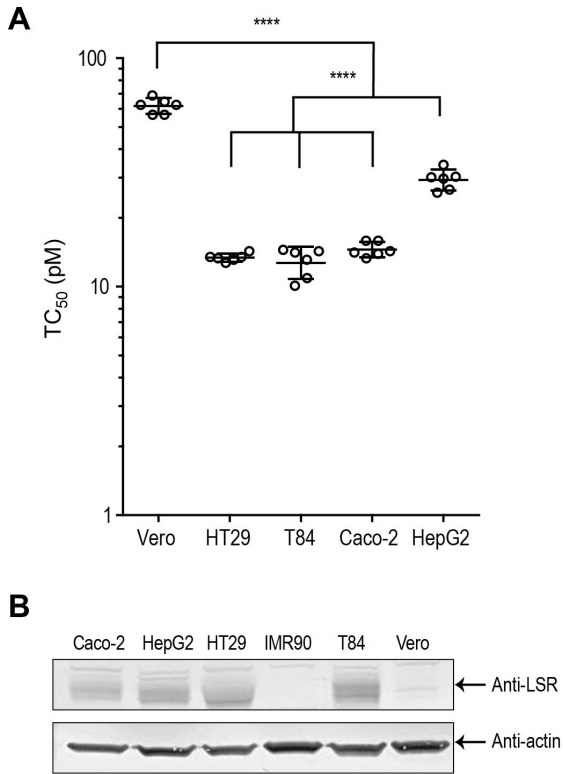 A
****
****
100
10
1
TC50 (pM)
Vero HT29 T84 Caco-2 HepG2
B
Caco-2 HepG2 HT29 IMR90 T84 Vero
Anti-LSR
Anti-actin